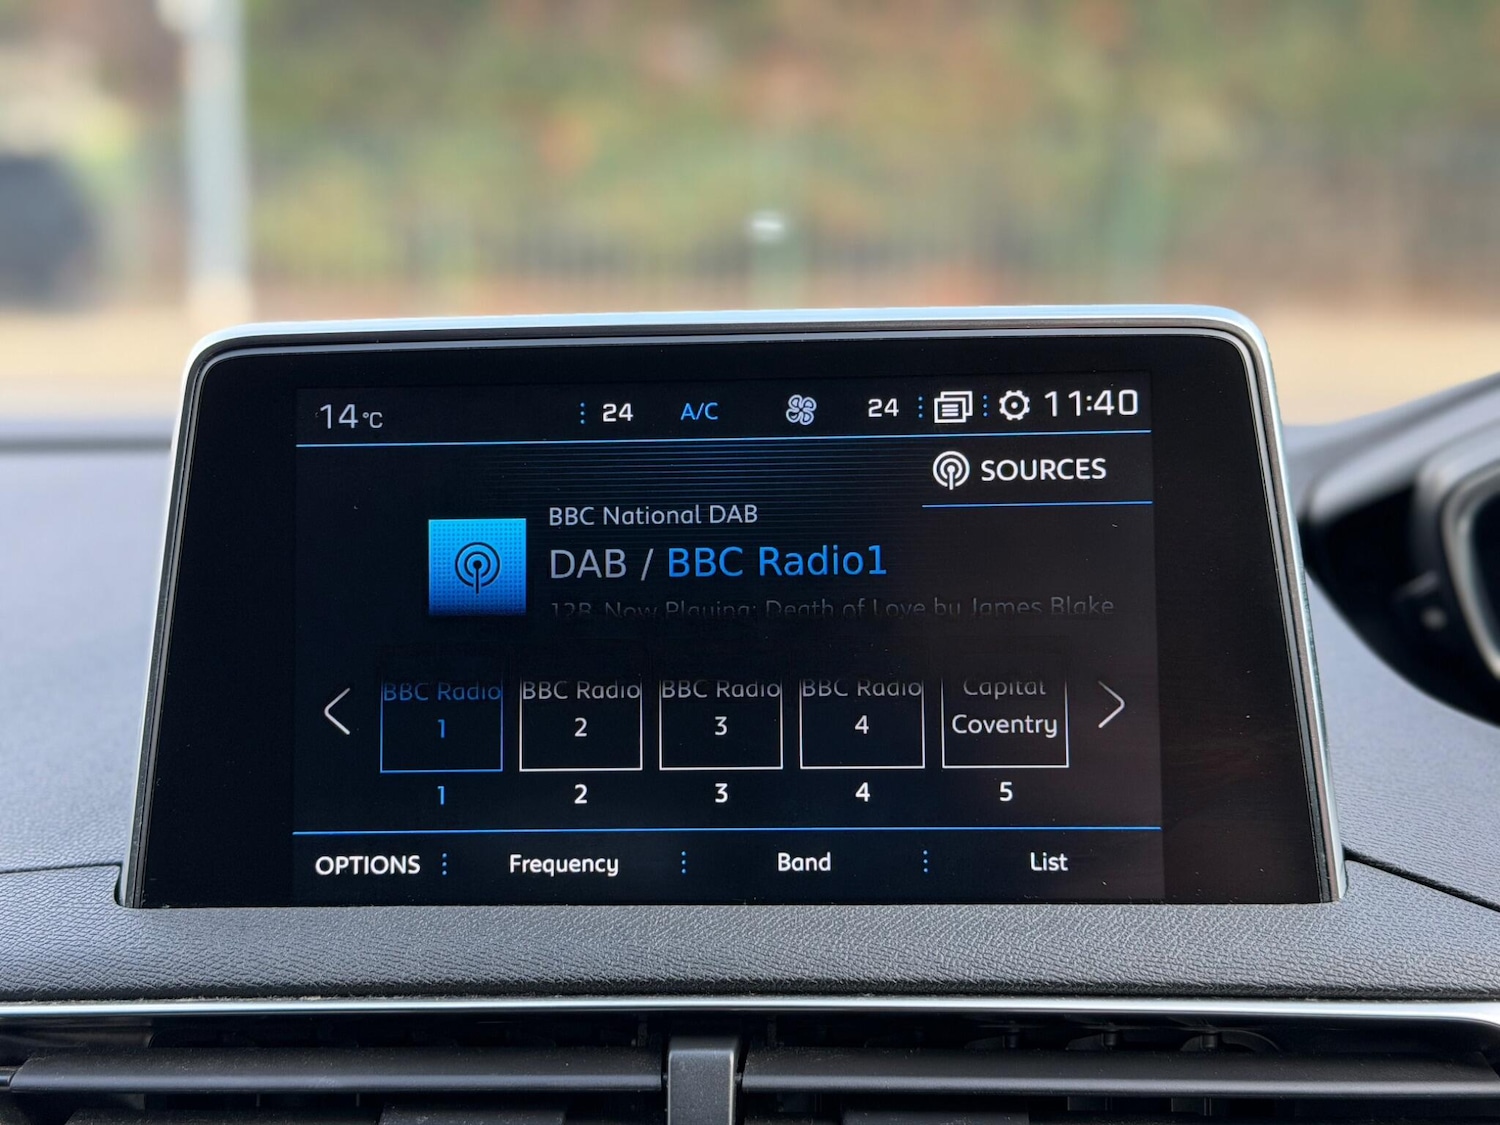 14°C 24 A/C 24 11:40
SOURCES
BBC National DAB
DAB / BBC Radio1
12B Now Playing: Death of Love by James Blake
BBC Radio 1
BBC Radio 2
BBC Radio 3
BBC Radio 4
Capital Coventry
1 2 3 4 5
OPTIONS Frequency Band List